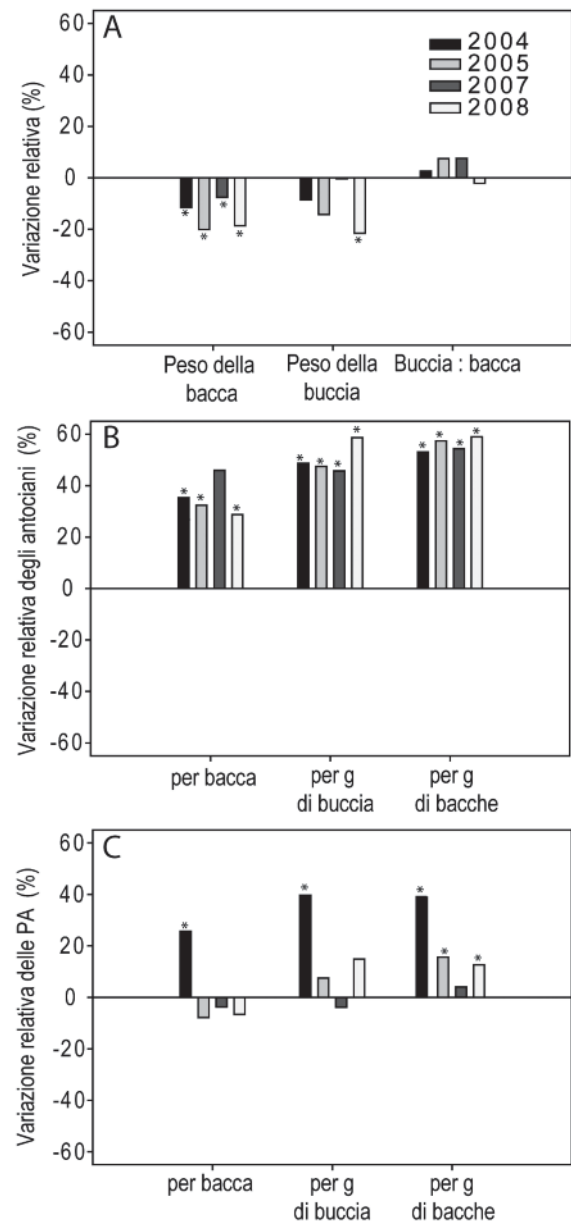 A
2004
2005
2007
2008
Variazione relativa (%)
60
40
20
0
-20
-40
-60
* * * * *
Peso della bacca
Peso della buccia
Buccia : bacca
B
Variazione relativa degli antociani (%)
60
40
20
0
-20
-40
-60
* * * * * * * * * * *
per bacca
per g di buccia
per g di bacche
C
Variazione relativa delle PA (%)
60
40
20
0
-20
-40
-60
* * * * *
per bacca
per g di buccia
per g di bacche